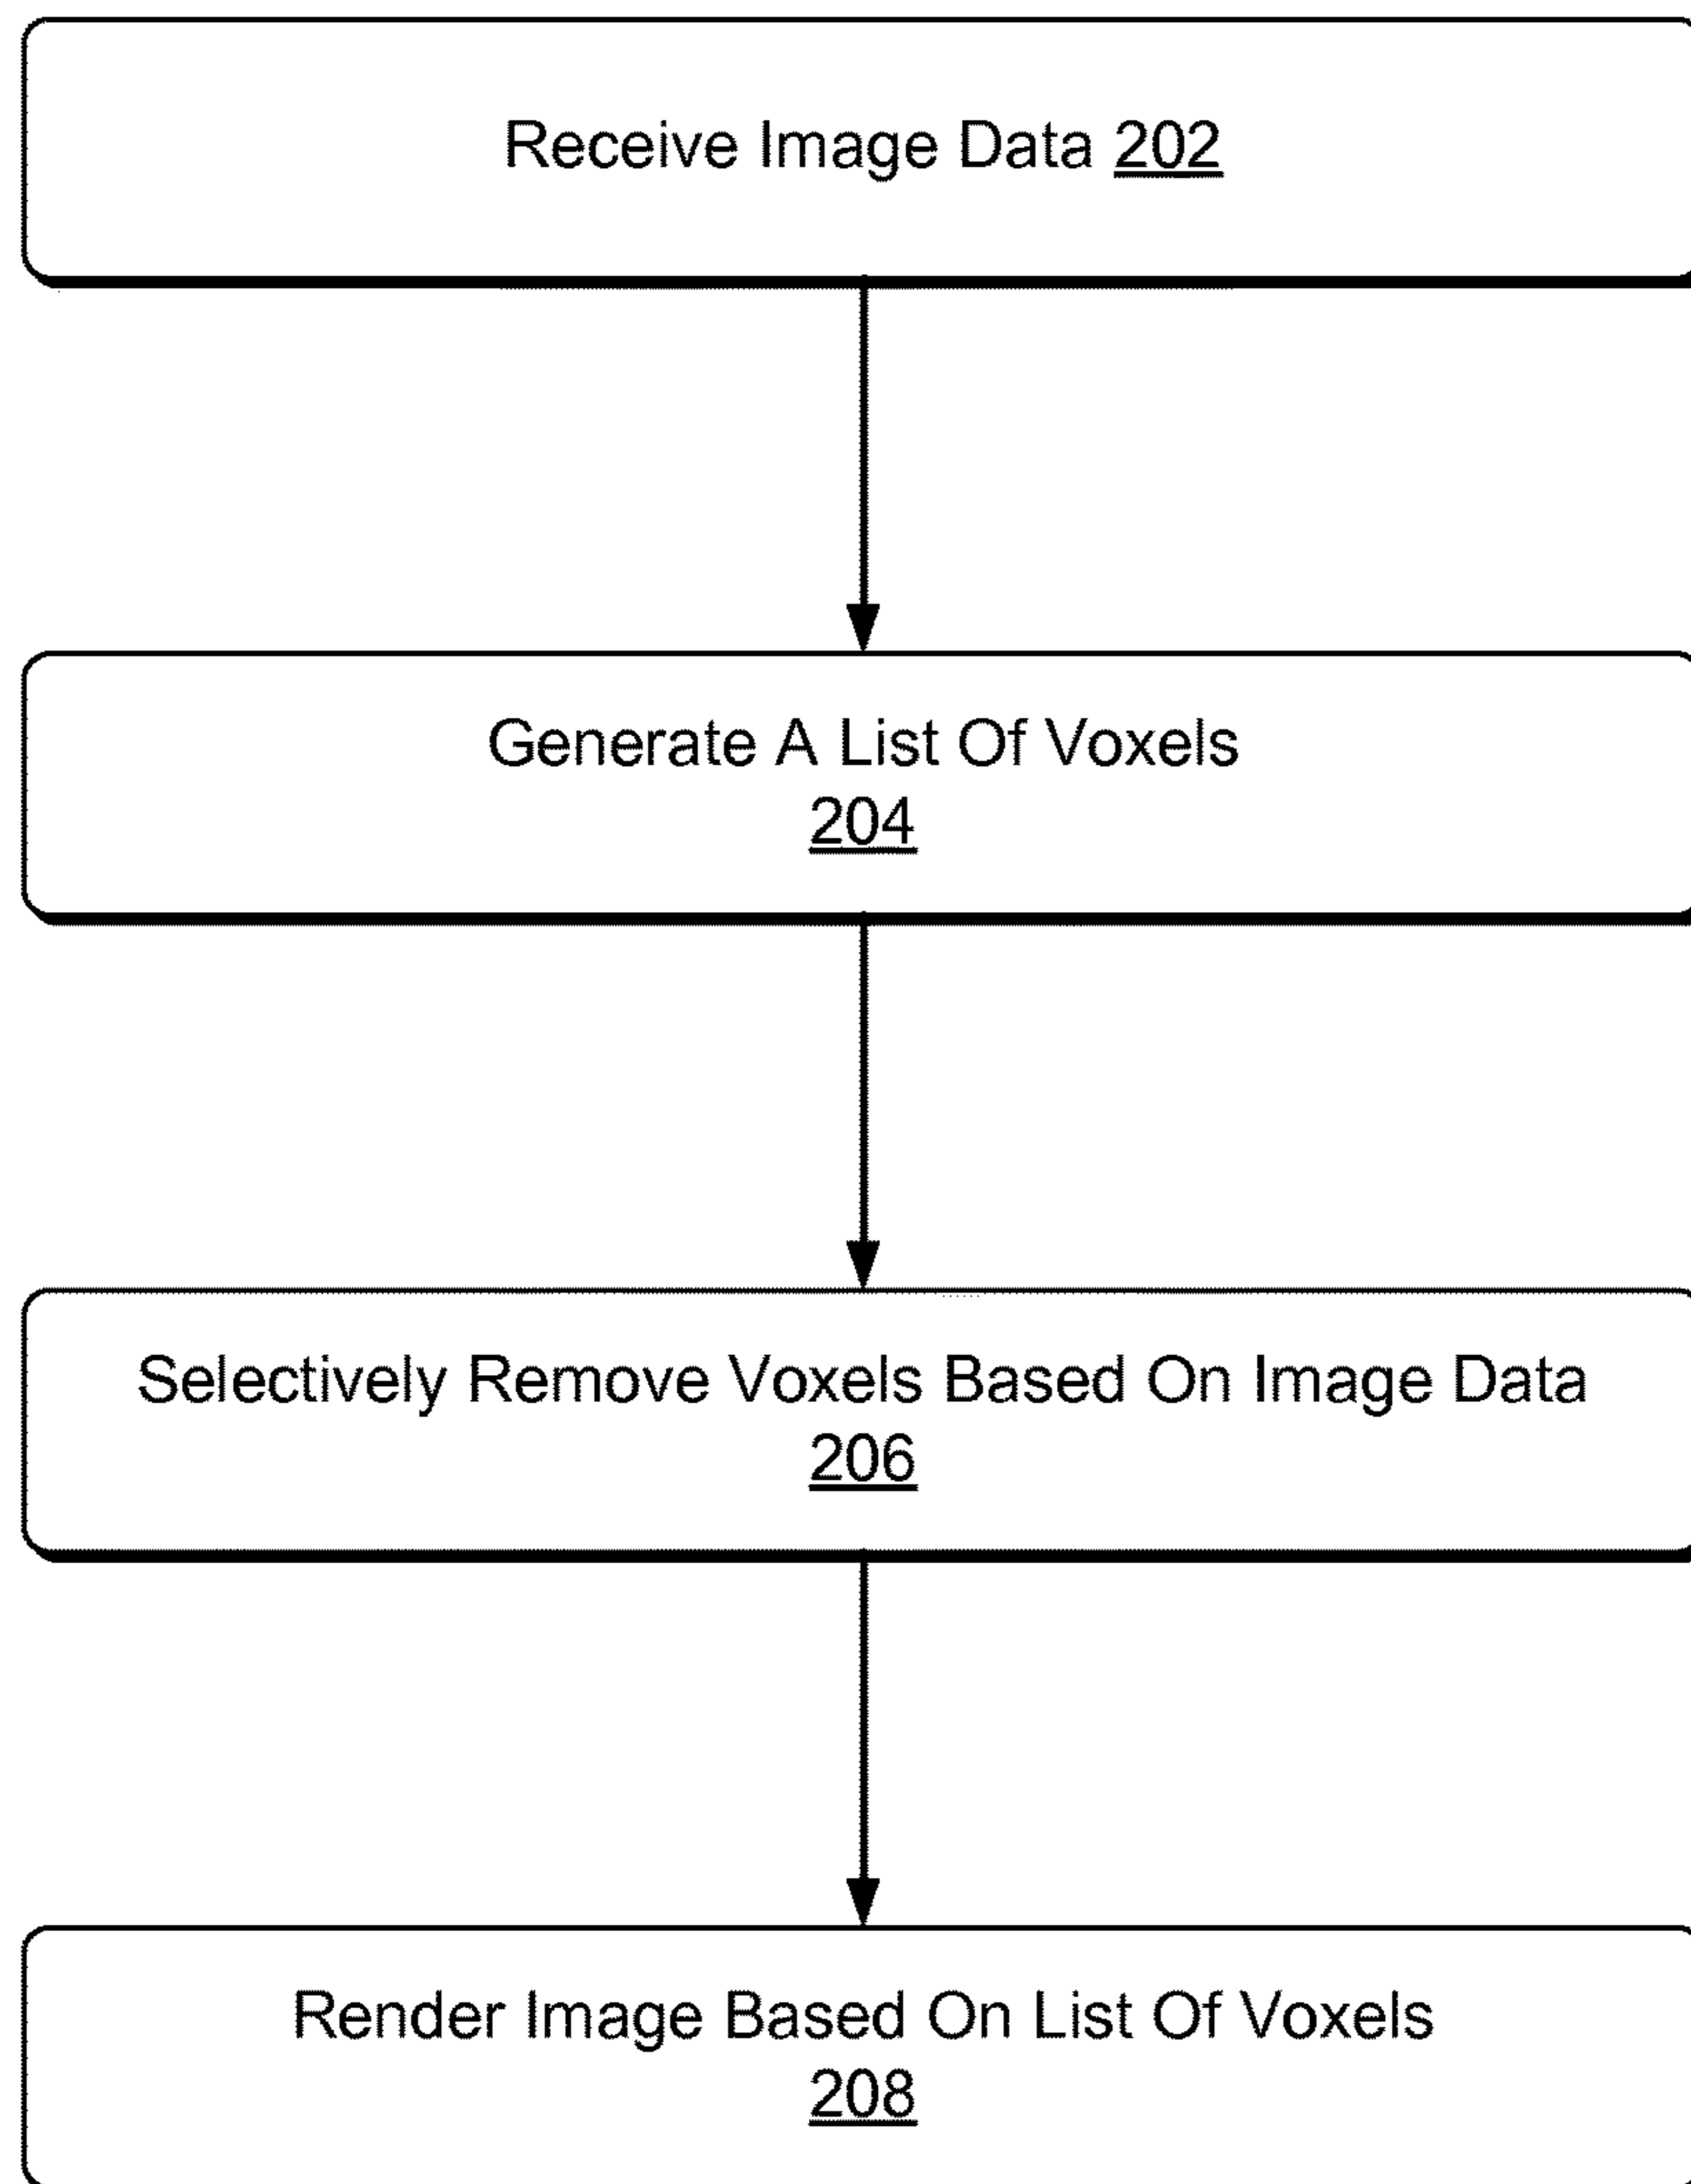 Receive Image Data 202
Generate A List Of Voxels
204
Selectively Remove Voxels Based On Image Data
206
Render Image Based On List Of Voxels
208